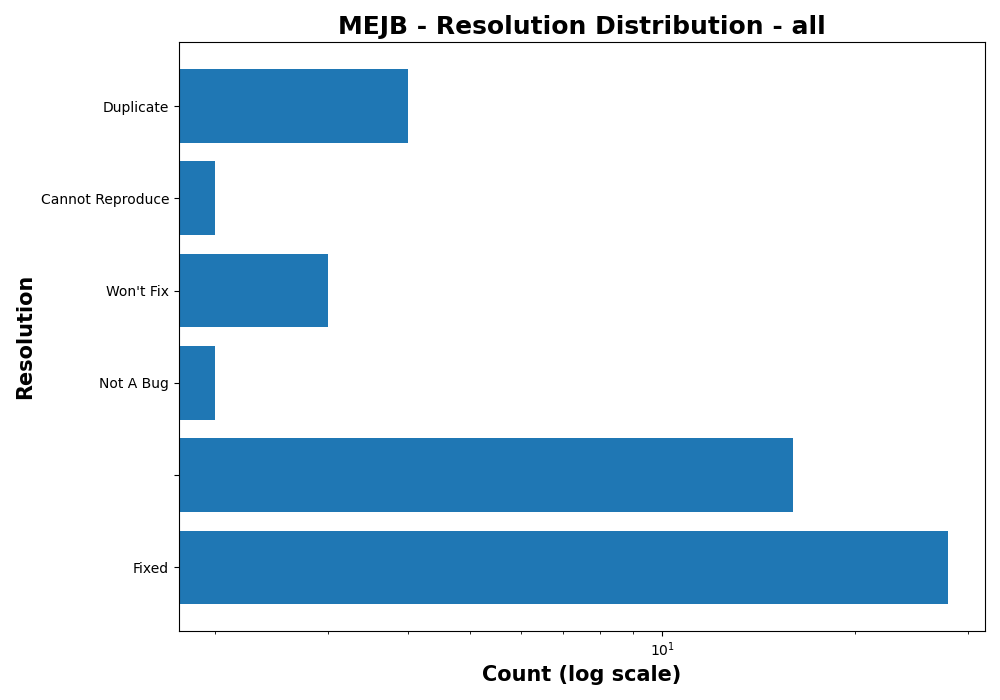 MEJB - Resolution Distribution - all
Duplicate
Cannot Reproduce
Won't Fix
Not A Bug
Fixed
Resolution
10¹
Count (log scale)